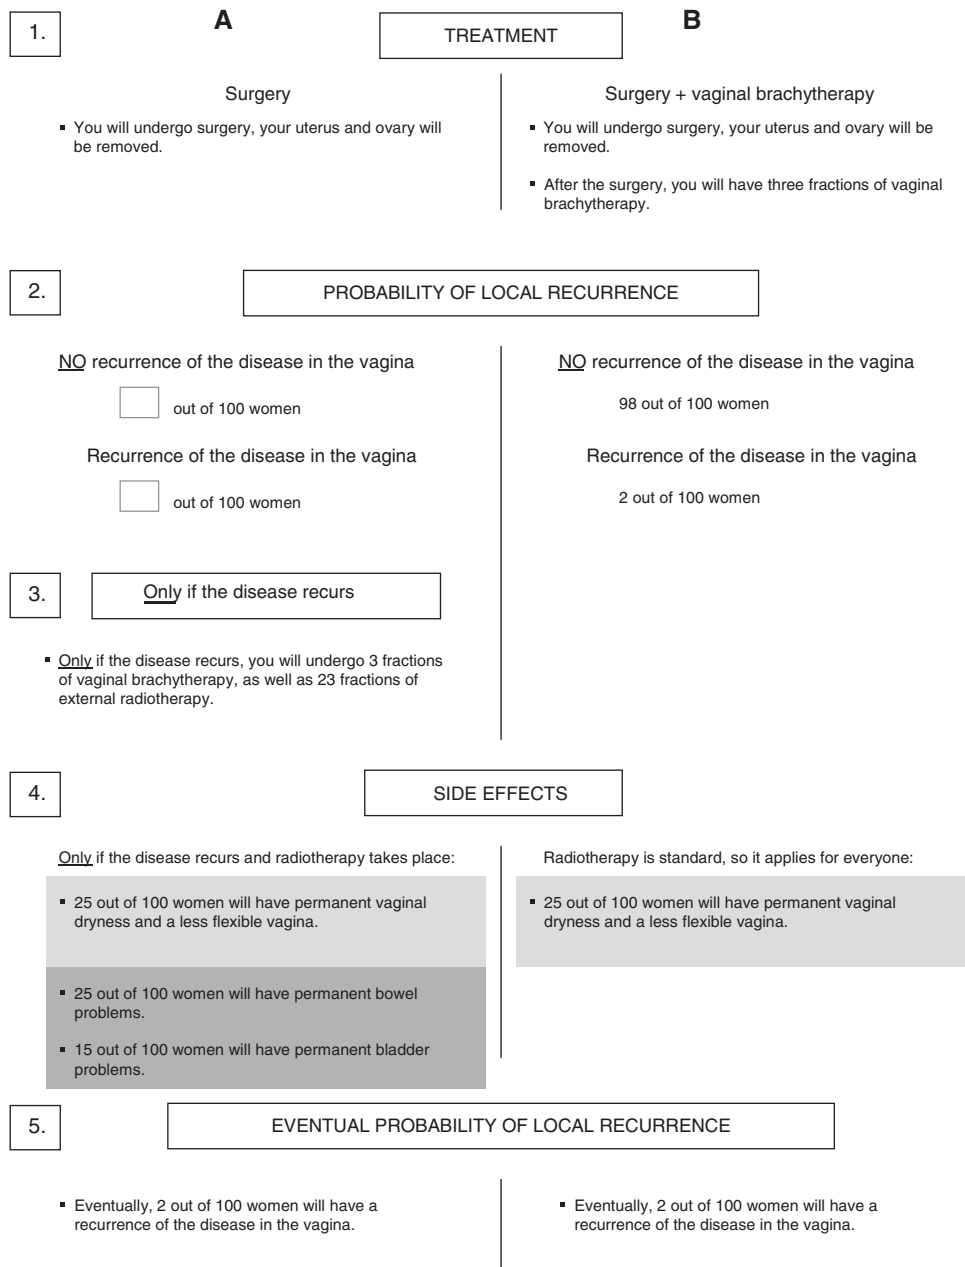 A
B
1.
TREATMENT
Surgery
▪ You will undergo surgery, your uterus and ovary will
be removed.
Surgery + vaginal brachytherapy
▪ You will undergo surgery, your uterus and ovary will be
removed.
▪ After the surgery, you will have three fractions of vaginal
brachytherapy.
2.
PROBABILITY OF LOCAL RECURRENCE
NO recurrence of the disease in the vagina
out of 100 women
Recurrence of the disease in the vagina
out of 100 women
NO recurrence of the disease in the vagina
98 out of 100 women
Recurrence of the disease in the vagina
2 out of 100 women
3.
Only if the disease recurs
▪ Only if the disease recurs, you will undergo 3 fractions
of vaginal brachytherapy, as well as 23 fractions of
external radiotherapy.
4.
SIDE EFFECTS
Only if the disease recurs and radiotherapy takes place:
▪ 25 out of 100 women will have permanent vaginal
dryness and a less flexible vagina.
▪ 25 out of 100 women will have permanent bowel
problems.
▪ 15 out of 100 women will have permanent bladder
problems.
Radiotherapy is standard, so it applies for everyone:
▪ 25 out of 100 women will have permanent vaginal
dryness and a less flexible vagina.
5.
EVENTUAL PROBABILITY OF LOCAL RECURRENCE
▪ Eventually, 2 out of 100 women will have a
recurrence of the disease in the vagina.
▪ Eventually, 2 out of 100 women will have a
recurrence of the disease in the vagina.